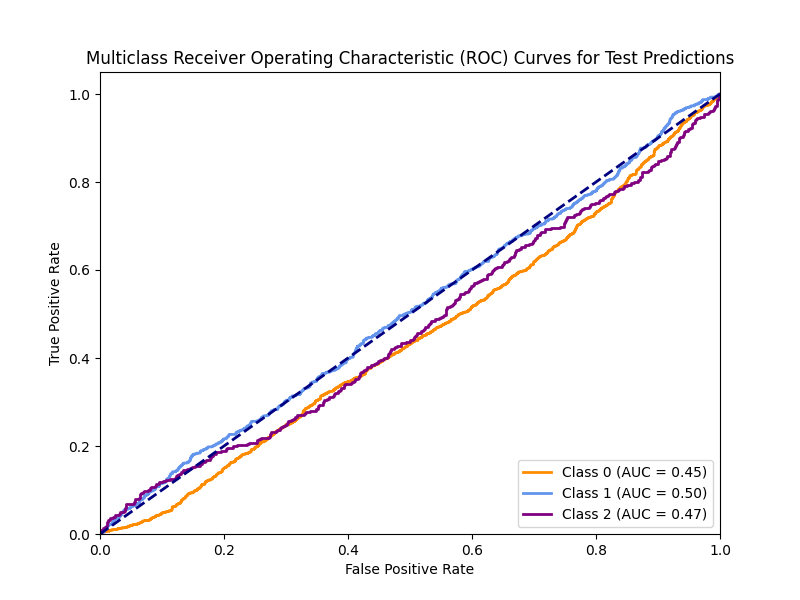 Multiclass Receiver Operating Characteristic (ROC) Curves for Test Predictions
1.0
0.8
0.6
0.4
0.2
0.0
True Positive Rate
Class 0 (AUC = 0.45)
Class 1 (AUC = 0.50)
Class 2 (AUC = 0.47)
0.0 0.2 0.4 0.6 0.8 1.0
False Positive Rate